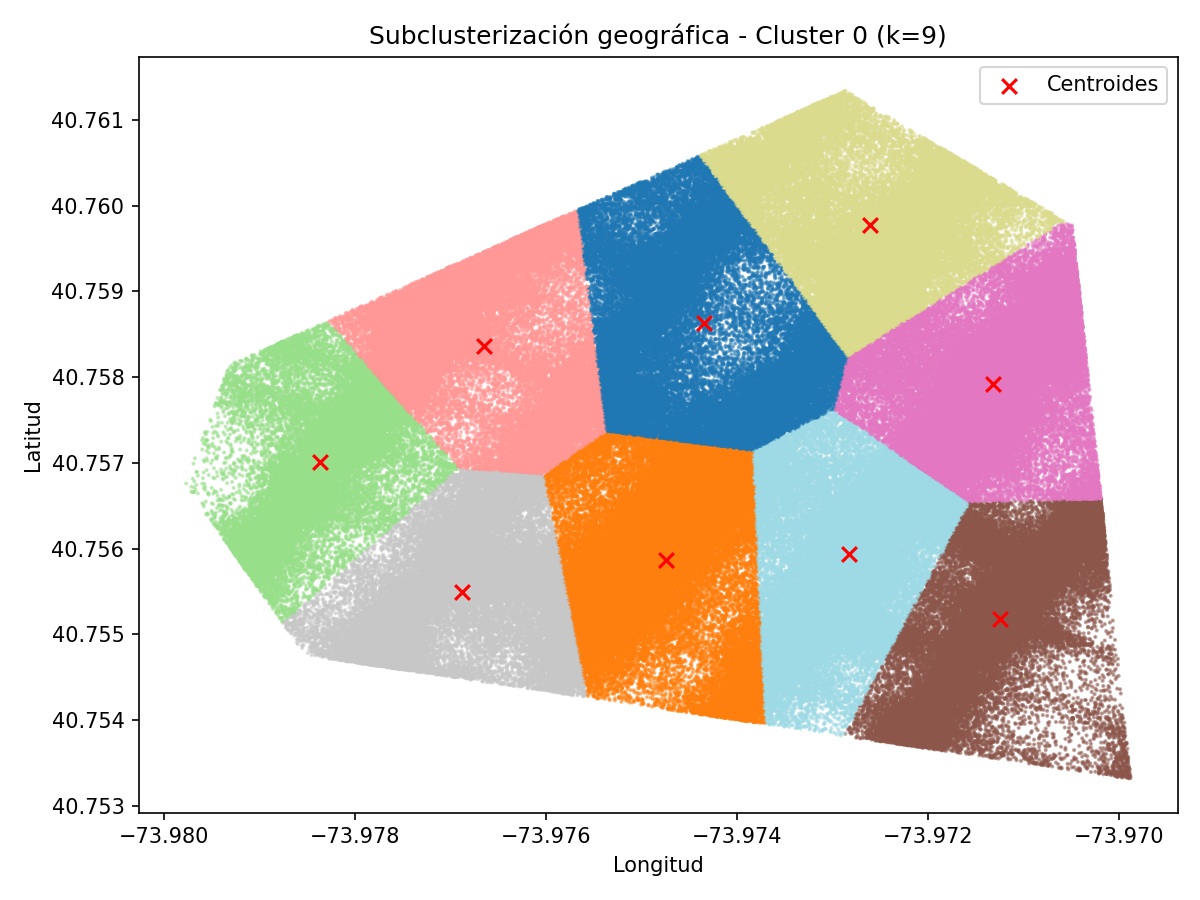 Subclusterización geográfica - Cluster 0 (k=9)
Centroides
40.761
40.760
40.759
40.758
40.757
40.756
40.755
40.754
40.753
Latitud
−73.980 −73.978 −73.976 −73.974 −73.972 −73.970
Longitud